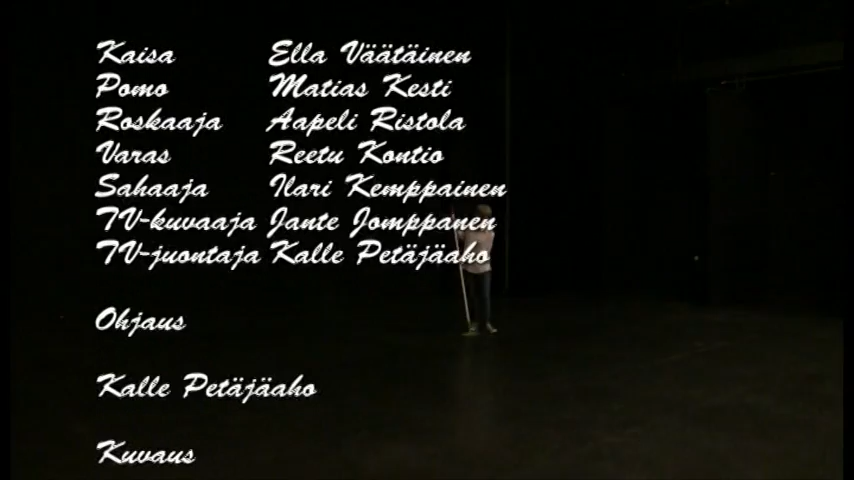 Kaisa Ella Väätäinen
Pomo Matias Kesti
Roskaaja Aapeli Ristola
Varas Reetu Kontio
Sahaaja Ilari Kemppainen
TV-kuvaaja Jante Jomppanen
TV-juontaja Kalle Petäjäaho
Ohjaus
Kalle Petäjäaho
Kuvaus